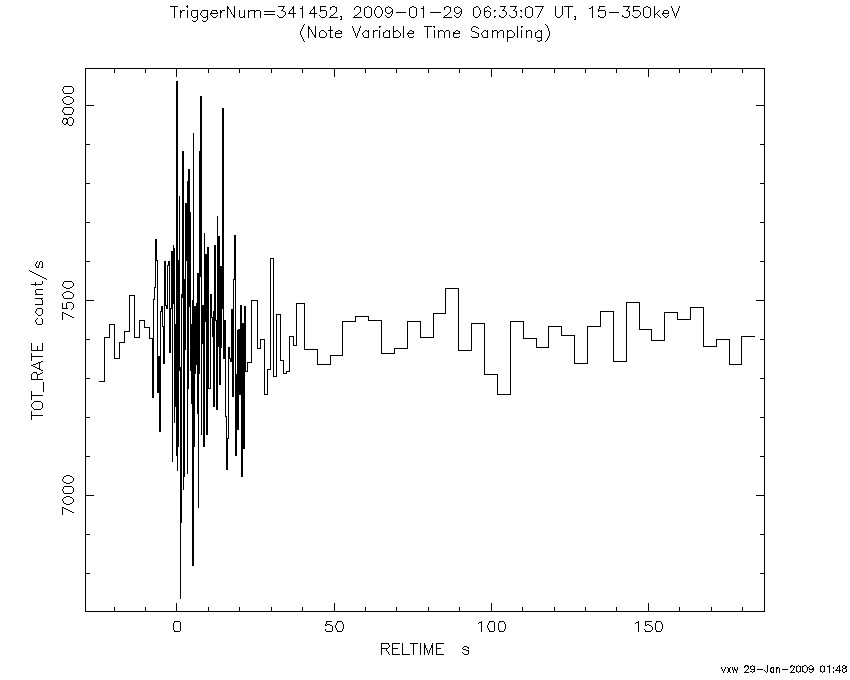 TriggerNum=341452, 2009-01-29 06:33:07 UT, 15-350keV
(Note Variable Time Sampling)
TOT_RATE count/s
8000
7500
7000
0 50 100 150
RELTIME s
vxw 29-Jan-2009 01:48